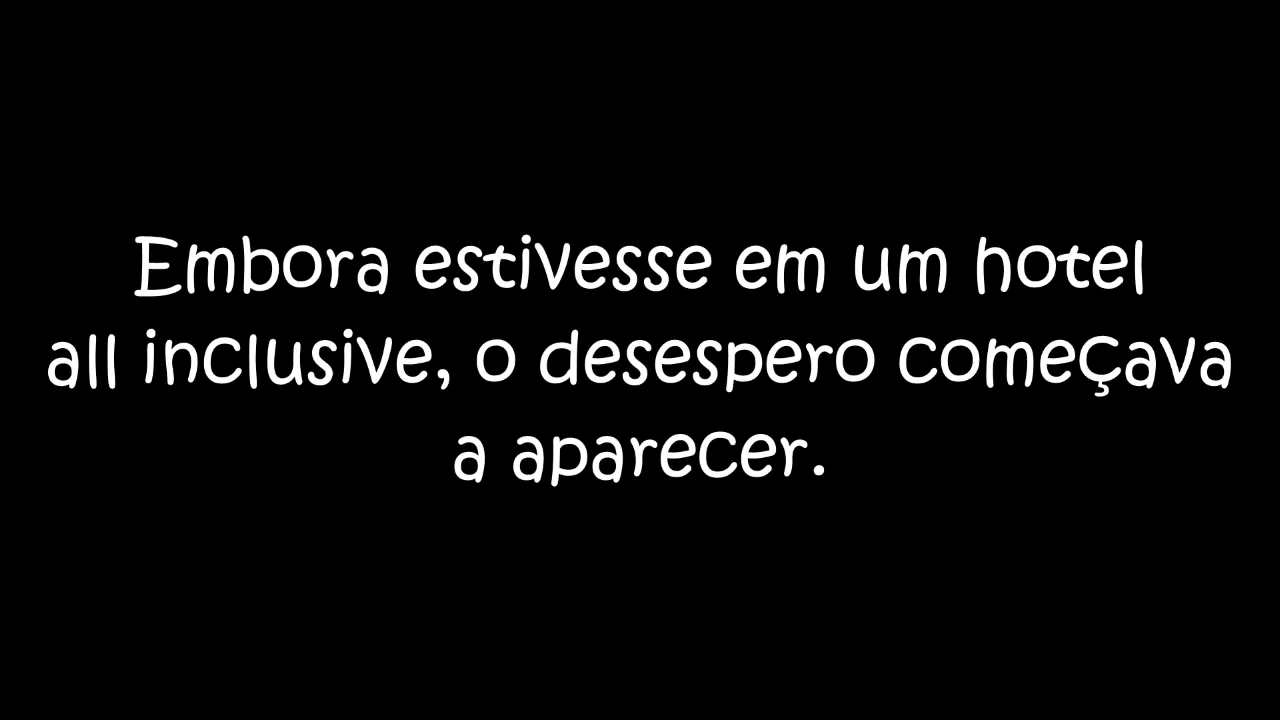 Embora estivesse em um hotel
all inclusive, o desespero começava
a aparecer.